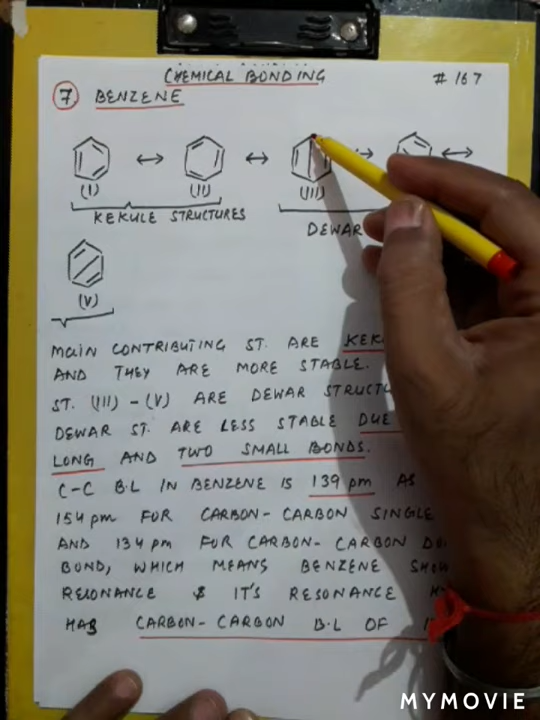 CHEMICAL BONDING
# 167
7. BENZENE
(I) (II) (III)
KEKULE STRUCTURES
DEWAR
(V)
MAIN CONTRIBUTING ST. ARE
AND THEY ARE MORE STABLE.
ST. (III) - (V) ARE DEWAR
DEWAR ST. ARE LESS STABLE DUE
LONG AND TWO SMALL BONDS.
C-C B.L IN BENZENE IS 139 pm AS
154 pm FOR CARBON-CARBON SINGLE
AND 134 pm FOR CARBON-CARBON
BOND, WHICH MEANS BENZENE
RESONANCE & IT'S RESONANCE
HAS CARBON-CARBON B.L OF
MYMOVIE